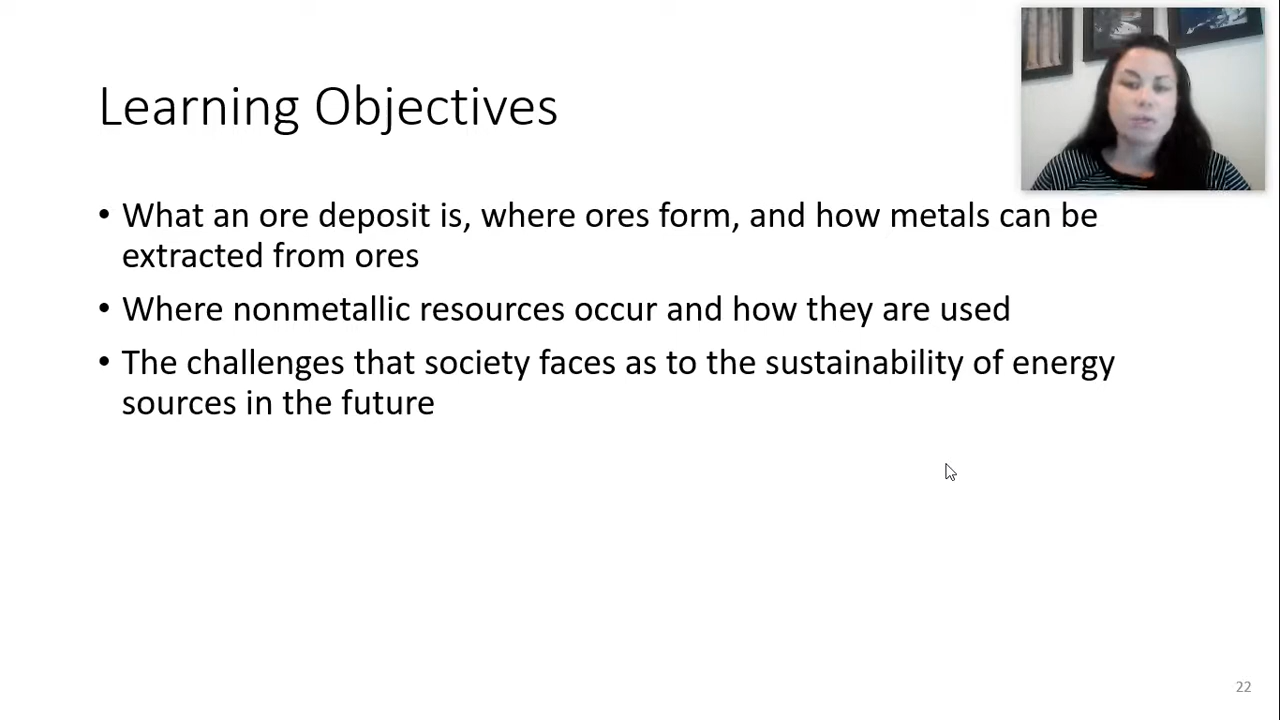 Learning Objectives
• What an ore deposit is, where ores form, and how metals can be
extracted from ores
• Where nonmetallic resources occur and how they are used
• The challenges that society faces as to the sustainability of energy
sources in the future
22